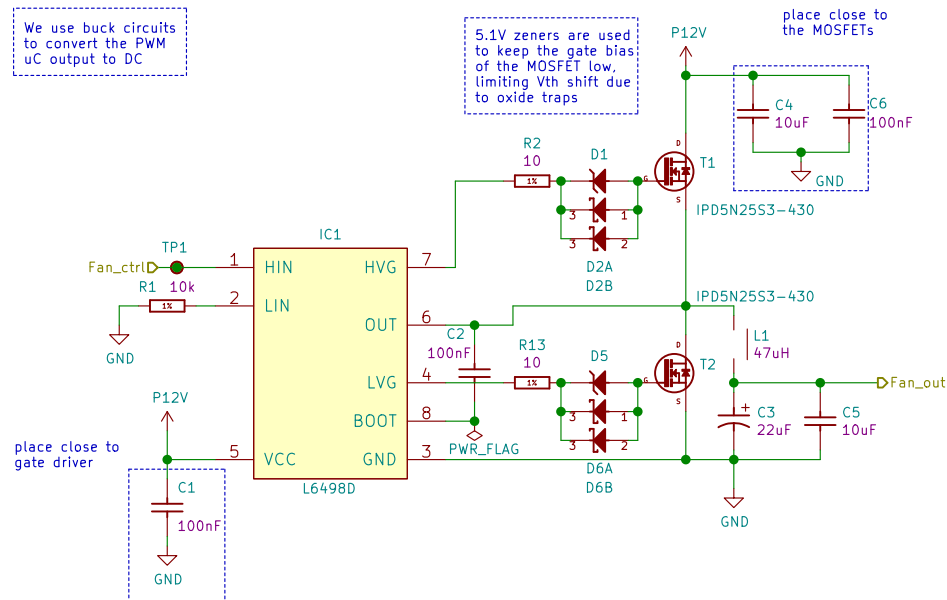 We use buck circuits
to convert the PWM
uC output to DC
5.1V zeners are used
to keep the gate bias
of the MOSFET low,
limiting Vth shift due
to oxide traps
place close to
the MOSFETs
P12V
C4
10uF
C6
100nF
GND
R2
10
1%
D1
D
G
S
T1
IPD5N25S3-430
3
1
3
2
D2A
D2B
IC1
TP1
Fan_ctrl
1
HIN
HVG
7
R1
10k
1%
2
LIN
GND
OUT
6
C2
100nF
LVG
4
BOOT
8
PWR_FLAG
VCC
5
GND
3
L6498D
R13
10
1%
D5
IPD5N25S3-430
D
G
S
T2
3
1
3
2
D6A
D6B
L1
47uH
Fan_out
+
C3
22uF
C5
10uF
GND
P12V
place close to
gate driver
C1
100nF
GND